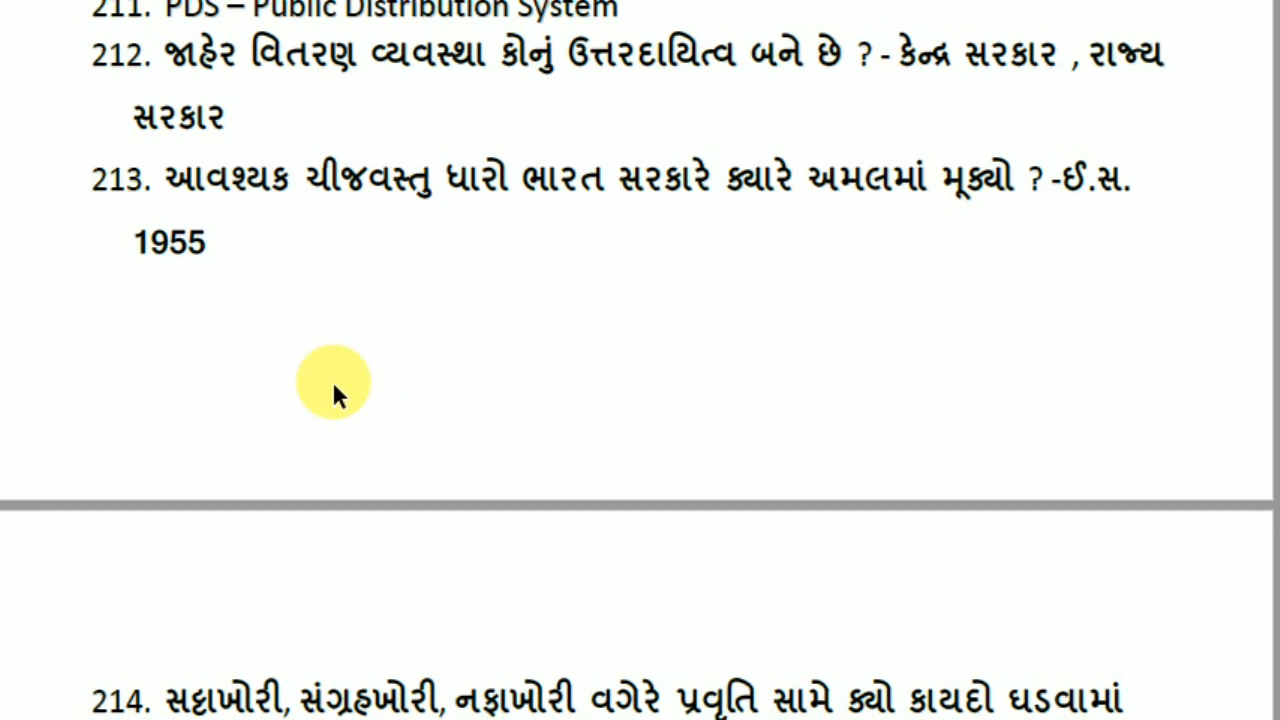 211. PDS – Public Distribution System
212. જાહેર વિતરણ વ્યવસ્થા કોનું ઉત્તરદાયિત્વ બને છે ? - કેન્દ્ર સરકાર , રાજ્ય
સરકાર
213. આવશ્યક ચીજવસ્તુ ધારો ભારત સરકારે ક્યારે અમલમાં મૂક્યો ? -ઈ.સ.
1955
214. સટ્ટાખોરી, સંગ્રહખોરી, નફાખોરી વગેરે પ્રવૃતિ સામે ક્યો કાયદો ઘડવામાં